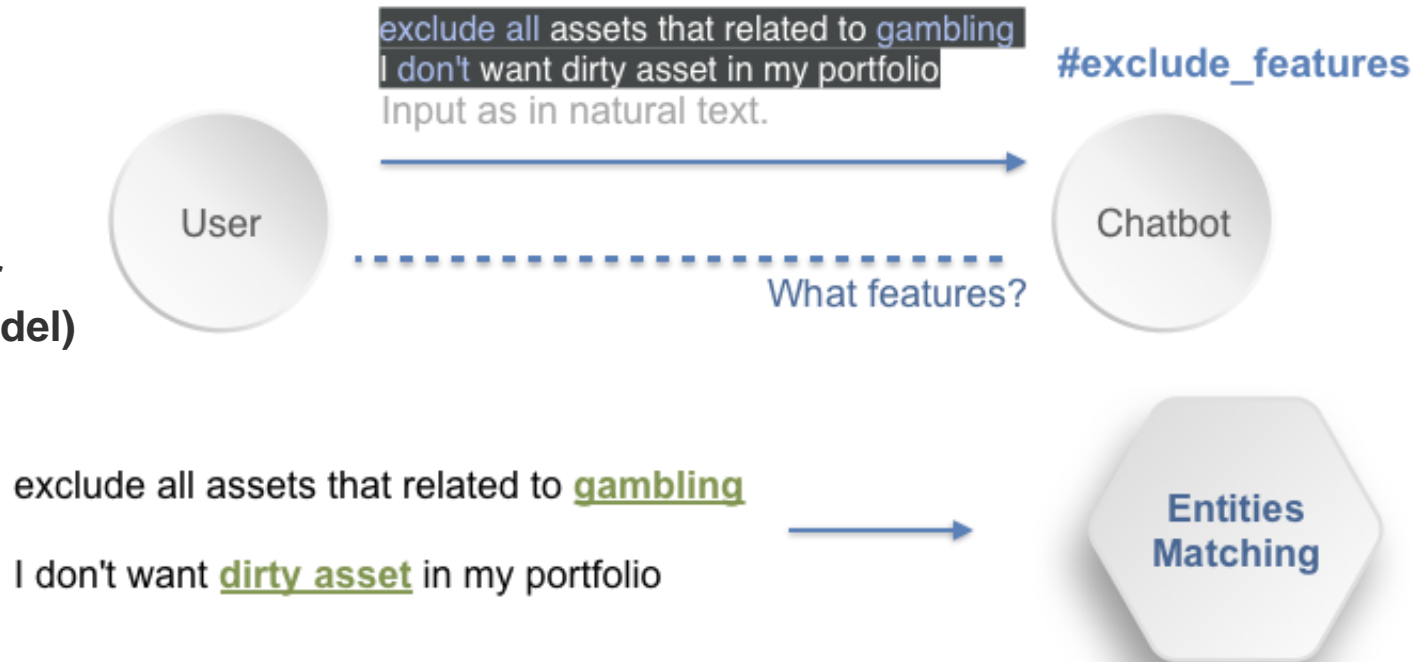 exclude all assets that related to gambling
I don't want dirty asset in my portfolio
#exclude_features
Input as in natural text.
User
Chatbot
What features?
del)
exclude all assets that related to gambling
Entities
Matching
I don't want dirty asset in my portfolio